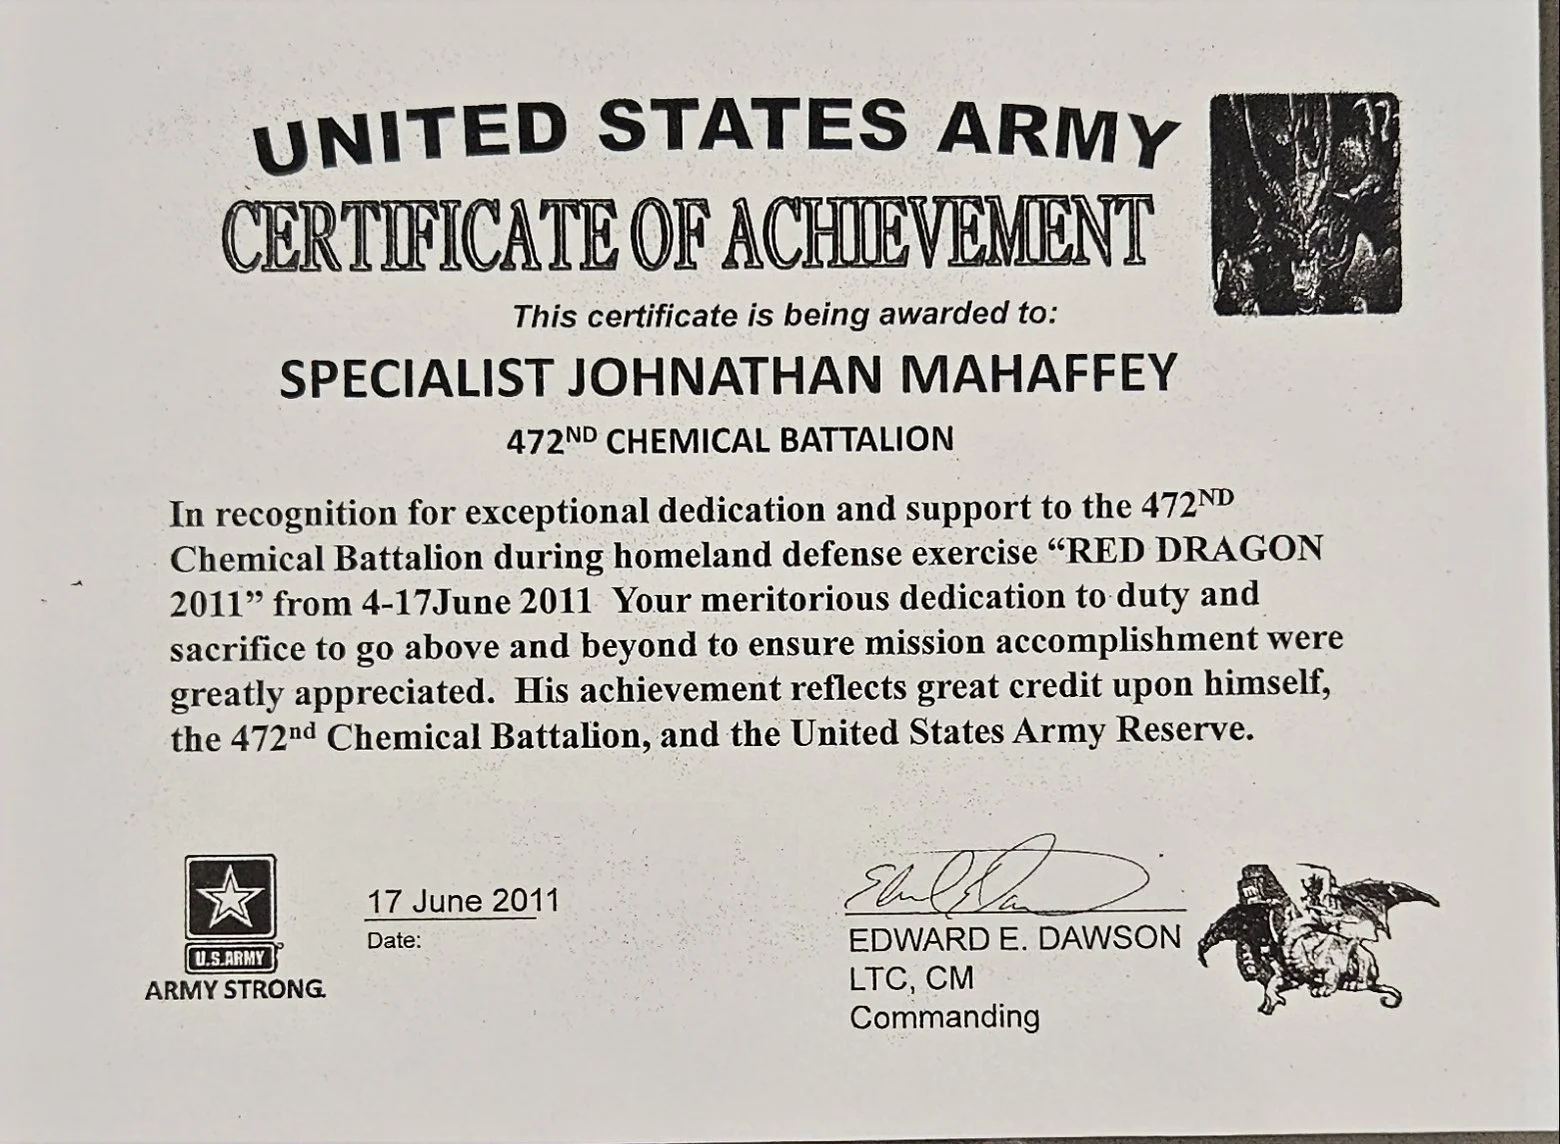 UNITED STATES ARMY
CERTIFICATE OF ACHIEVEMENT
This certificate is being awarded to:
SPECIALIST JOHNATHAN MAHAFFEY
472ND CHEMICAL BATTALION
In recognition for exceptional dedication and support to the 472ND
Chemical Battalion during homeland defense exercise “RED DRAGON
2011” from 4-17June 2011 Your meritorious dedication to duty and
sacrifice to go above and beyond to ensure mission accomplishment were
greatly appreciated. His achievement reflects great credit upon himself,
the 472nd Chemical Battalion, and the United States Army Reserve.
17 June 2011
Date:
U.S.ARMY
ARMY STRONG
EDWARD E. DAWSON
LTC, CM
Commanding